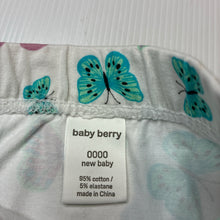 baby berry
0000
new baby
95% cotton /
5% elastane
made in China